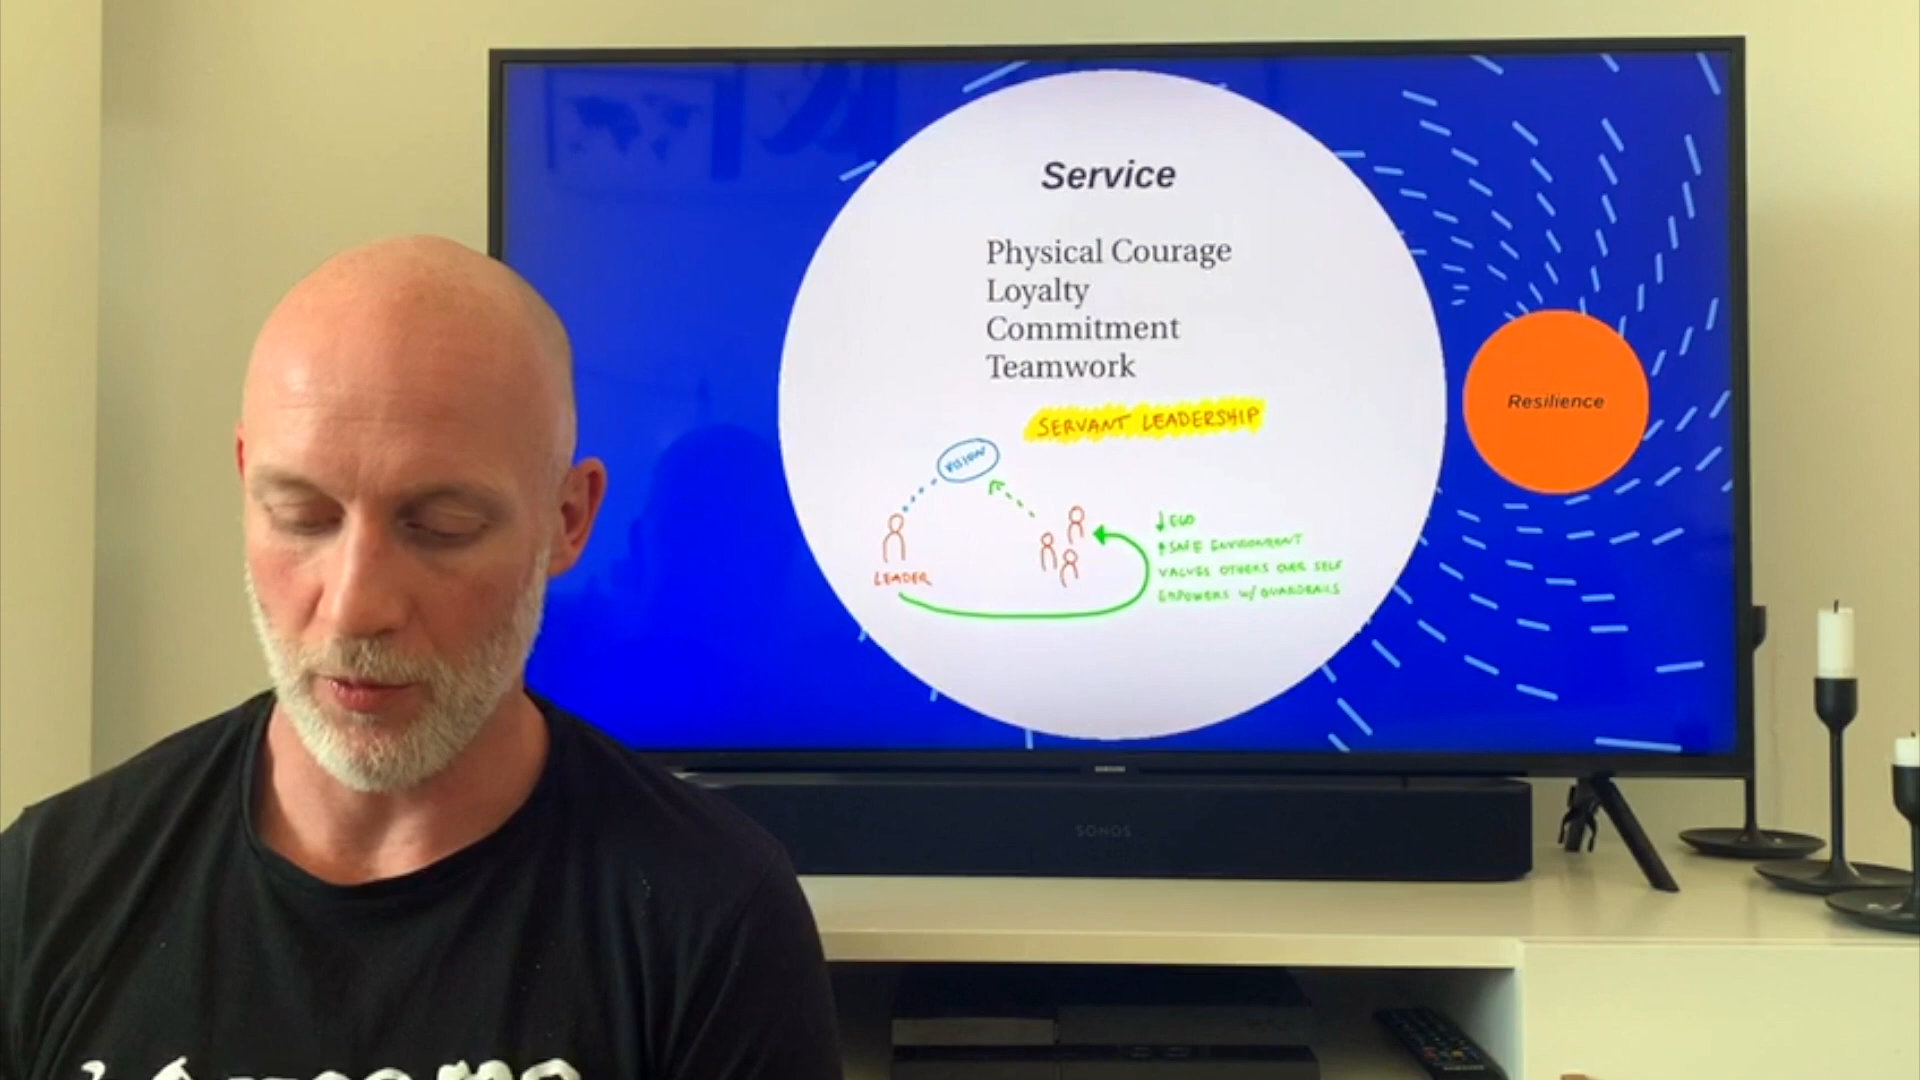 Service
Physical Courage
Loyalty
Commitment
Teamwork
SERVANT LEADERSHIP
VISION
LEADER
↓ EGO
↑ SAFE ENVIRONMENT
VALUES OTHERS OVER SELF
EMPOWERS W/ GUARDRAILS
Resilience
SAMSUNG
SONOS